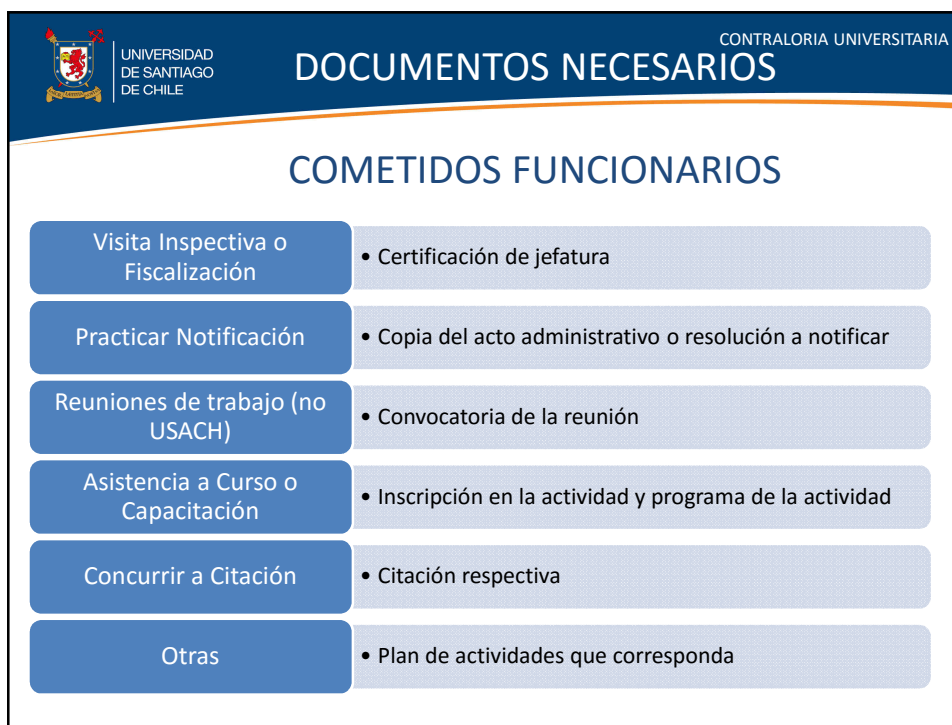 CONTRALORIA UNIVERSITARIA
UNIVERSIDAD
DE SANTIAGO
DE CHILE
DOCUMENTOS NECESARIOS
COMETIDOS FUNCIONARIOS
Visita Inspectiva o
Fiscalización
• Certificación de jefatura
Practicar Notificación
• Copia del acto administrativo o resolución a notificar
Reuniones de trabajo (no
USACH)
• Convocatoria de la reunión
Asistencia a Curso o
Capacitación
• Inscripción en la actividad y programa de la actividad
Concurrir a Citación
• Citación respectiva
Otras
• Plan de actividades que corresponda